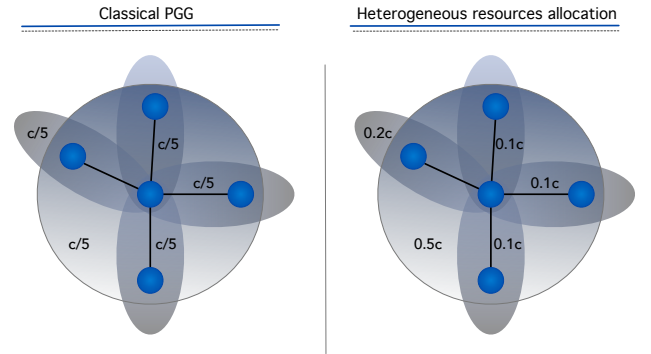 Classical PGG
c/5
c/5
c/5
c/5
c/5
Heterogeneous resources allocation
0.2c
0.1c
0.1c
0.5c
0.1c